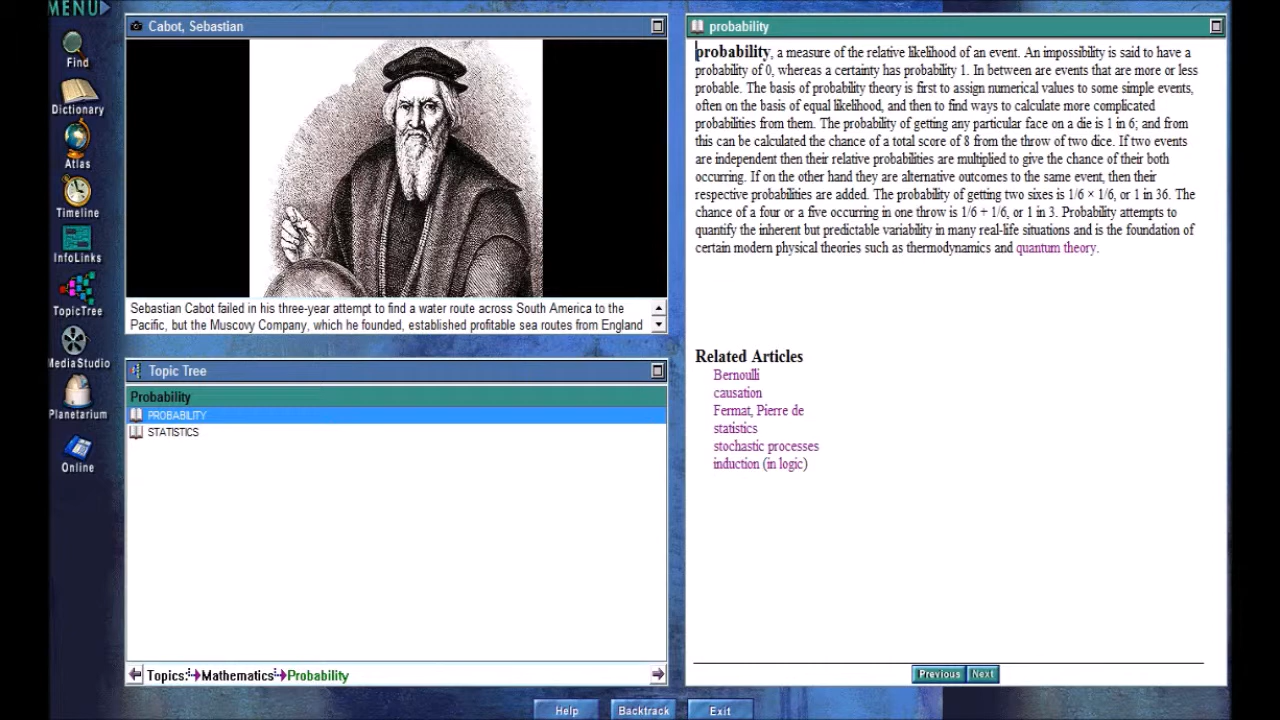 MENU
Find
Dictionary
Atlas
Timeline
InfoLinks
TopicTree
MediaStudio
Planetarium
Online
Cabot, Sebastian
Sebastian Cabot failed in his three-year attempt to find a water route across South America to the
Pacific, but the Muscovy Company, which he founded, established profitable sea routes from England
Topic Tree
Probability
PROBABILITY
STATISTICS
Topics: Mathematics Probability
probability
probability, a measure of the relative likelihood of an event. An impossibility is said to have a
probability of 0, whereas a certainty has probability 1. In between are events that are more or less
probable. The basis of probability theory is first to assign numerical values to some simple events,
often on the basis of equal likelihood, and then to find ways to calculate more complicated
probabilities from them. The probability of getting any particular face on a die is 1 in 6; and from
this can be calculated the chance of a total score of 8 from the throw of two dice. If two events
are independent then their relative probabilities are multiplied to give the chance of their both
occurring. If on the other hand they are alternative outcomes to the same event, then their
respective probabilities are added. The probability of getting two sixes is 1/6 × 1/6, or 1 in 36. The
chance of a four or a five occurring in one throw is 1/6 + 1/6, or 1 in 3. Probability attempts to
quantify the inherent but predictable variability in many real-life situations and is the foundation of
certain modern physical theories such as thermodynamics and quantum theory.
Related Articles
Bernoulli
causation
Fermat, Pierre de
statistics
stochastic processes
induction (in logic)
Previous Next
Help Backtrack Exit